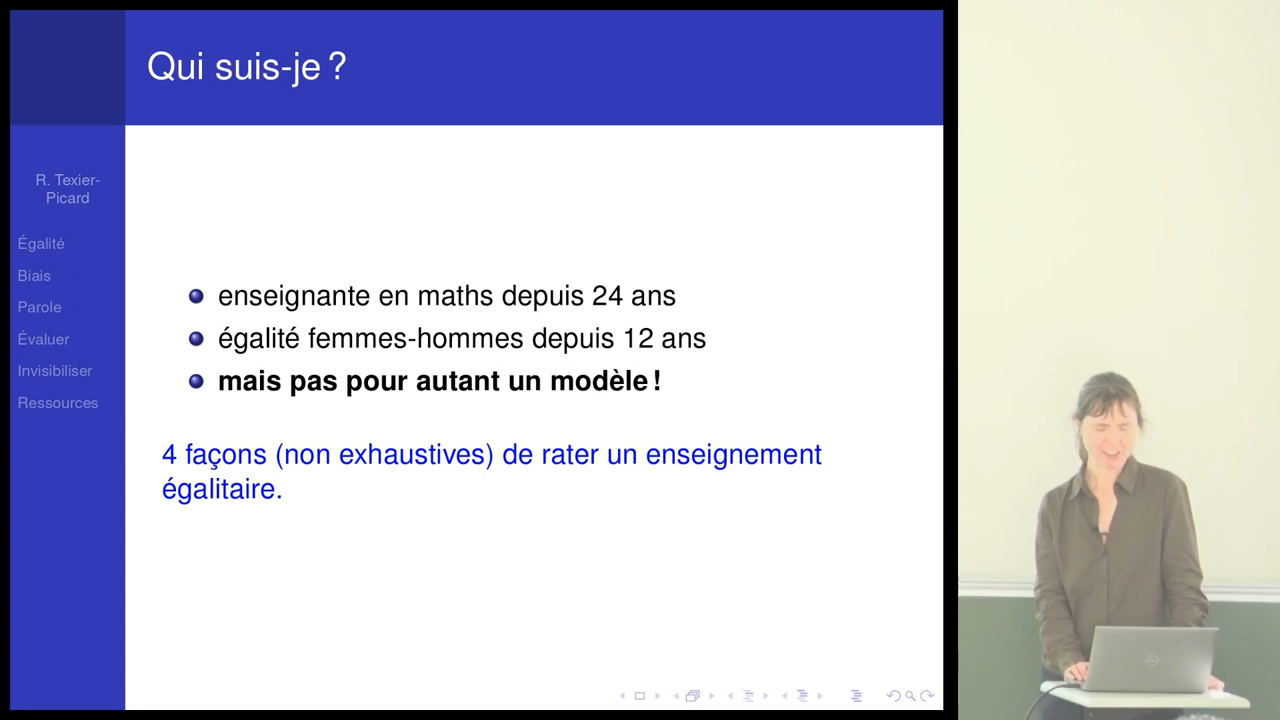 Qui suis-je ?
R. Texier-
Picard
Égalité
Biais
Parole
Évaluer
Invisibiliser
Ressources
enseignante en maths depuis 24 ans
égalité femmes-hommes depuis 12 ans
mais pas pour autant un modèle !
4 façons (non exhaustives) de rater un enseignement
égalitaire.